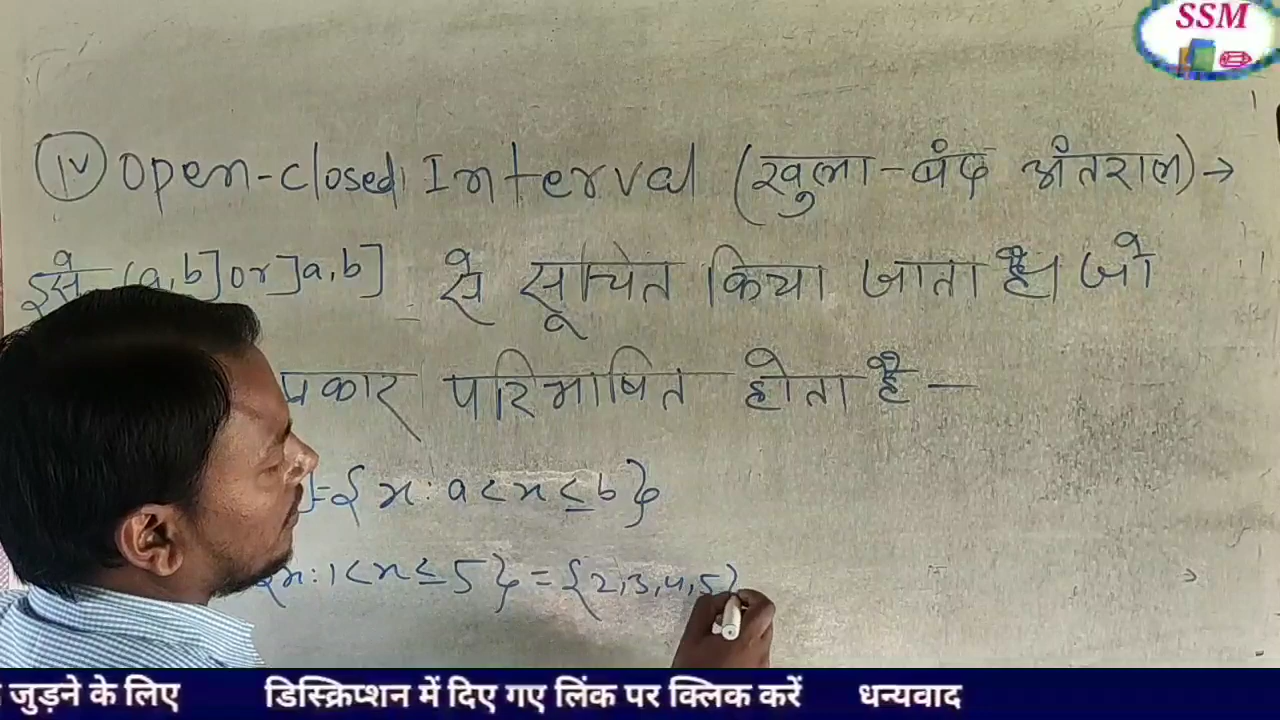 SSM
(iv) Open-closed Interval (खुला-बंद अंतराल) →
इसे (a,b] or ]a,b] से सूचित किया जाता है। जो
प्रकार परिभाषित होता है —
]={x: a<x≤b}
{x: 1<x≤5}={2,3,4,5}
जुड़ने के लिए डिस्क्रिप्शन में दिए गए लिंक पर क्लिक करें धन्यवाद